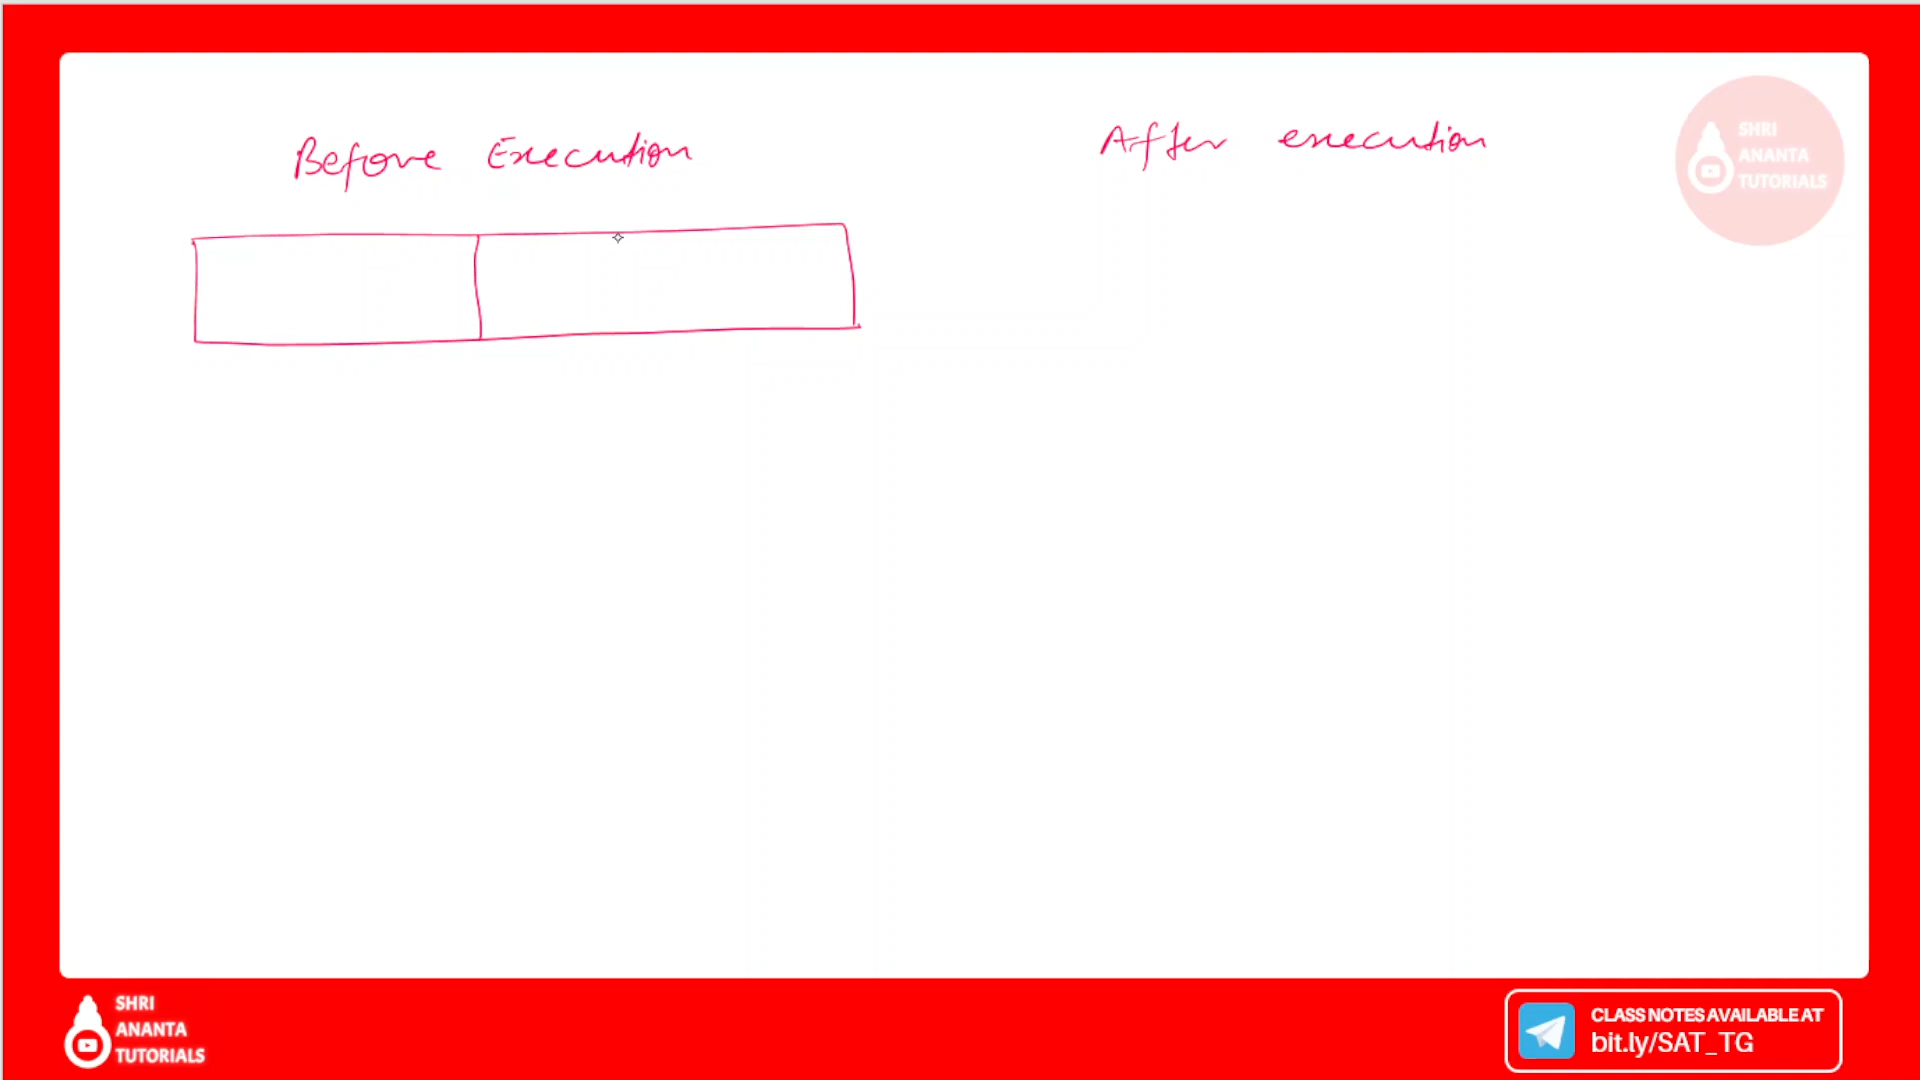 Before Execution
After execution
SHRI
ANANTA
TUTORIALS
SHRI
ANANTA
TUTORIALS
CLASS NOTES AVAILABLE AT
bit.ly/SAT_TG